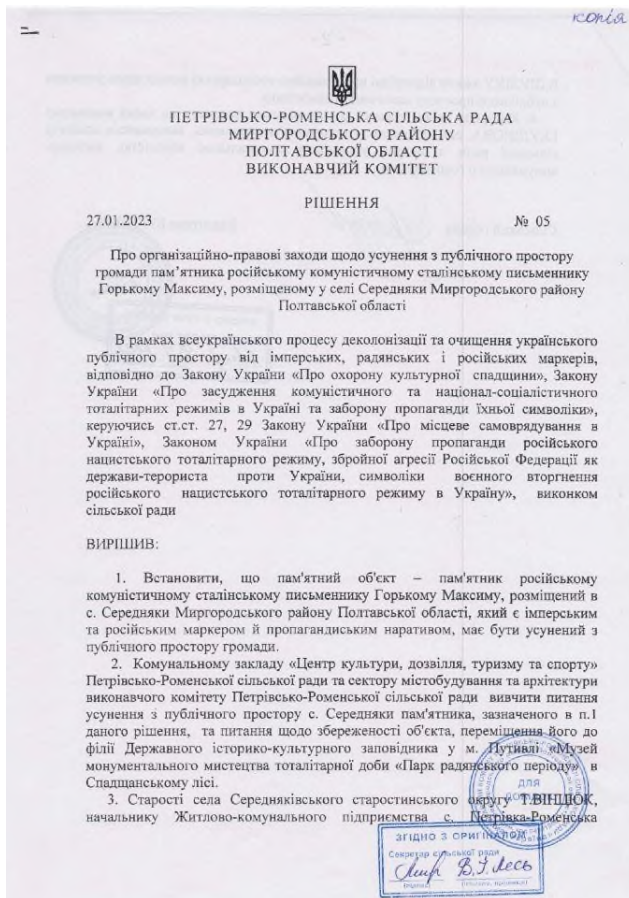 копія
ПЕТРІВСЬКО-РОМЕНСЬКА СІЛЬСЬКА РАДА
МИРГОРОДСЬКОГО РАЙОНУ
ПОЛТАВСЬКОЇ ОБЛАСТІ
ВИКОНАВЧИЙ КОМІТЕТ
РІШЕННЯ
27.01.2023 № 05
Про організаційно-правові заходи щодо усунення з публічного простору
громади пам’ятника російському комуністичному сталінському письменнику
Горькому Максиму, розміщеному у селі Середняки Миргородського району
Полтавської області
В рамках всеукраїнського процесу деколонізації та очищення українського
публічного простору від імперських, радянських і російських маркерів,
відповідно до Закону України «Про охорону культурної спадщини», Закону
України «Про засудження комуністичного та націонал-соціалістичного
тоталітарних режимів в Україні та заборону пропаганди їхньої символіки»,
керуючись ст.ст. 27, 29 Закону України «Про місцеве самоврядування в
Україні», Законом України «Про заборону пропаганди російського
нацистського тоталітарного режиму, збройної агресії Російської Федерації як
держави-терориста проти України, символіки воєнного вторгнення
російського нацистського тоталітарного режиму в Україну», виконком
сільської ради
ВИРІШИВ:
1. Встановити, що пам'ятний об'єкт – пам'ятник російському
комуністичному сталінському письменнику Горькому Максиму, розміщений в
с. Середняки Миргородського району Полтавської області, який є імперським
та російським маркером й пропагандиським наративом, має бути усунений з
публічного простору громади.
2. Комунальному закладу «Центр культури, дозвілля, туризму та спорту»
Петрівсько-Роменської сільської ради та сектору містобудування та архітектури
виконавчого комітету Петрівсько-Роменської сільської ради вивчити питання
усунення з публічного простору с. Середняки пам'ятника, зазначеного в п.1
даного рішення, та питання щодо збереженості об'єкта, переміщення його до
філії Державного історико-культурного заповідника у м. Путивлі «Музей
монументального мистецтва тоталітарної доби «Парк радянського періоду» в
Спадщанському лісі.
3. Старості села Середняківського старостинського округу
начальнику Житлово-комунального підприємства с. Петрівка-Роменська
ДЛЯ
ЗГІДНО З ОРИГІНАЛОМ
Секретар сільської ради
В.Г. Лесь